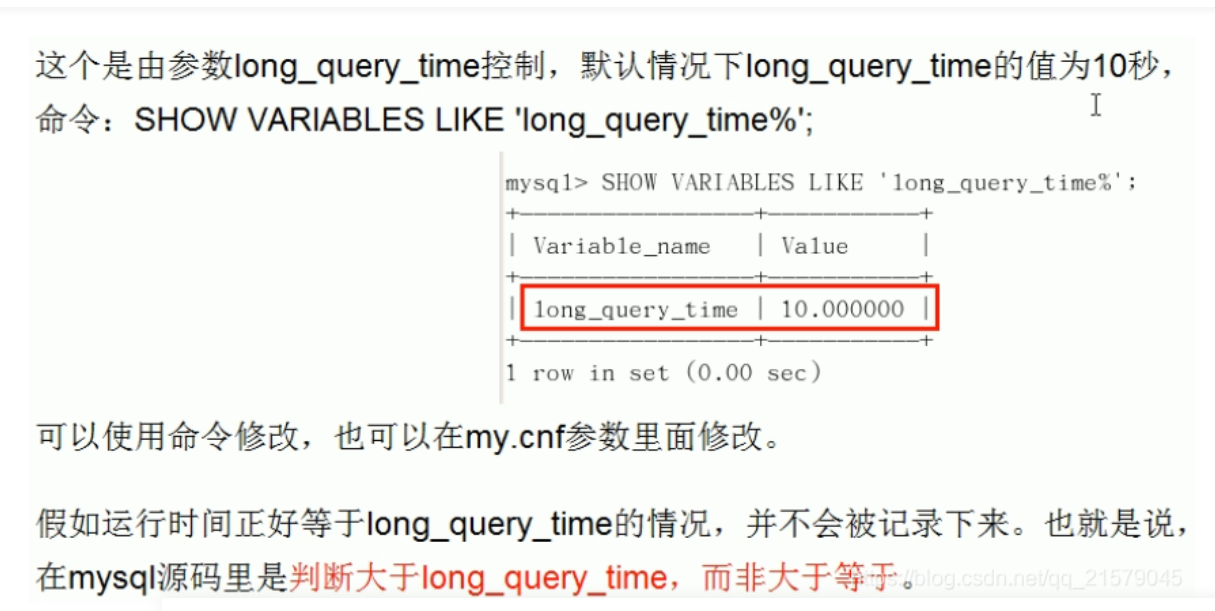 这个是由参数long_query_time控制，默认情况下long_query_time的值为10秒，
命令：SHOW VARIABLES LIKE 'long_query_time%';
mysql> SHOW VARIABLES LIKE 'long_query_time%';
| Variable_name | Value |
| long_query_time | 10.000000 |
1 row in set (0.00 sec)
可以使用命令修改，也可以在my.cnf参数里面修改。
假如运行时间正好等于long_query_time的情况，并不会被记录下来。也就是说，
在mysql源码里是判断大于long_query_time，而非大于等于。
https://blog.csdn.net/qq_21579045